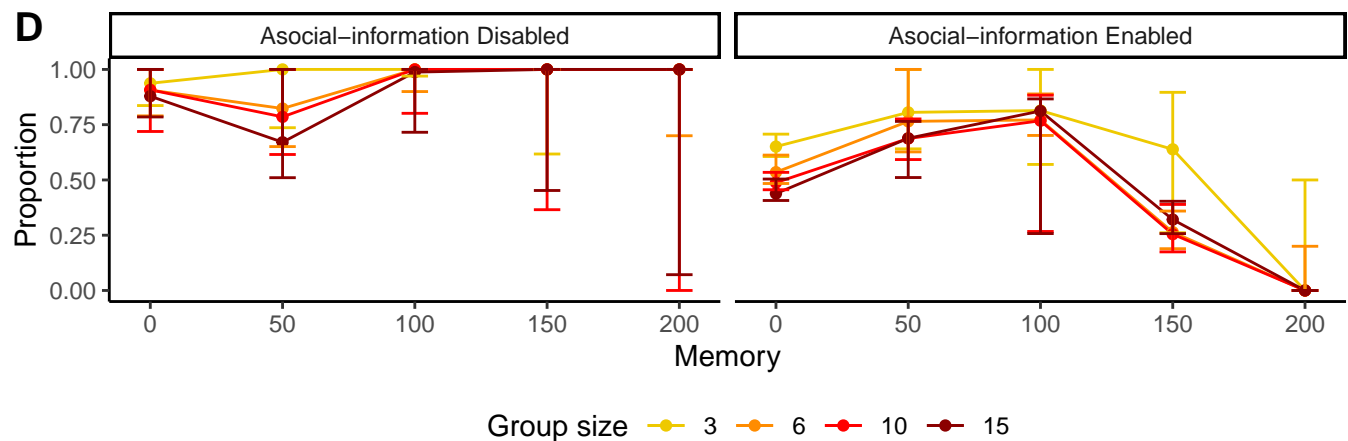 D
Asocial−information Disabled
Asocial−information Enabled
Proportion
1.00
0.75
0.50
0.25
0.00
0 50 100 150 200
0 50 100 150 200
Memory
Group size 3 6 10 15